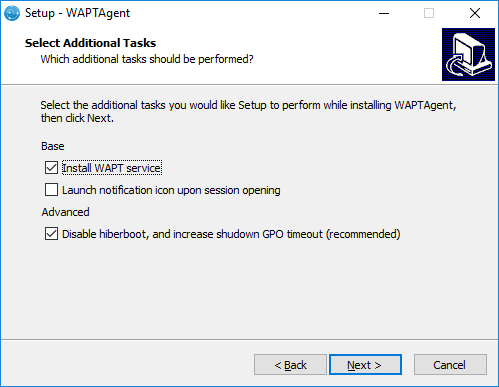 Setup - WAPTAgent
Select Additional Tasks
Which additional tasks should be performed?
Select the additional tasks you would like Setup to perform while installing WAPTAgent,
then click Next.
Base
Install WAPT service
Launch notification icon upon session opening
Advanced
Disable hiberboot, and increase shudown GPO timeout (recommended)
< Back
Next >
Cancel